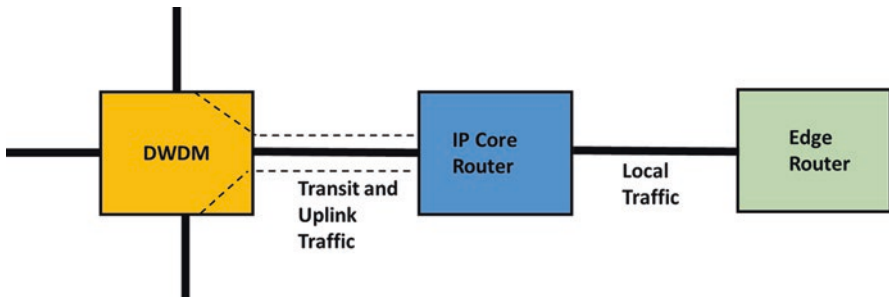 DWDM
Transit and
Uplink
Traffic
IP Core
Router
Local
Traffic
Edge
Router